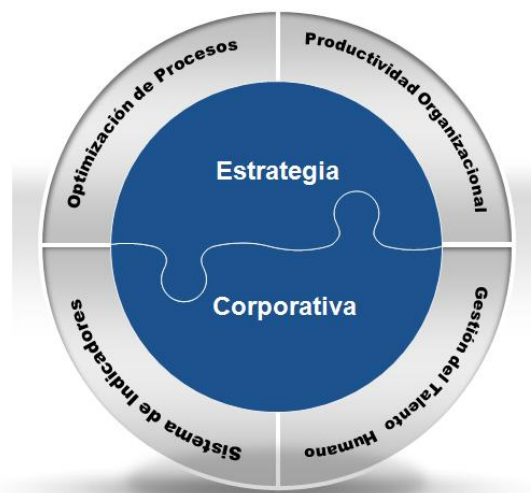 Optimización de Procesos
Productividad Organizacional
Estrategia
Corporativa
Sistema de Indicadores
Gestión del Talento Humano